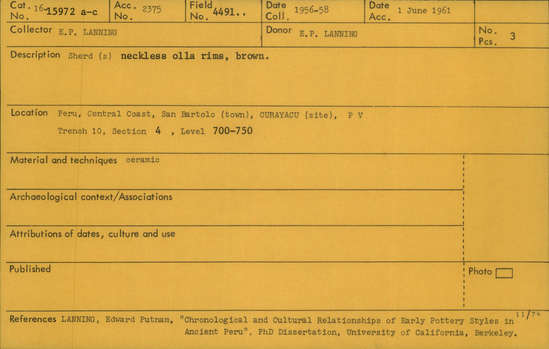 Cat. No. 16-15972 a-c Acc. No. 2375 Field No. 4491.. Date Coll. 1956-58 Date Acc. 1 June 1961
Collector E.P. LANNING Donor E.P. LANNING No. Pcs. 3
Description Sherd (s) neckless olla rims, brown.
Location Peru, Central Coast, San Bartolo (town), CURAYACU (site), P V
Trench 10, Section 4 , Level 700-750
Material and techniques ceramic
Archaeological context/Associations
Attributions of dates, culture and use
Published Photo
11/74
References LANNING, Edward Putnam, "Chronological and Cultural Relationships of Early Pottery Styles in
Ancient Peru", PhD Dissertation, University of California, Berkeley.